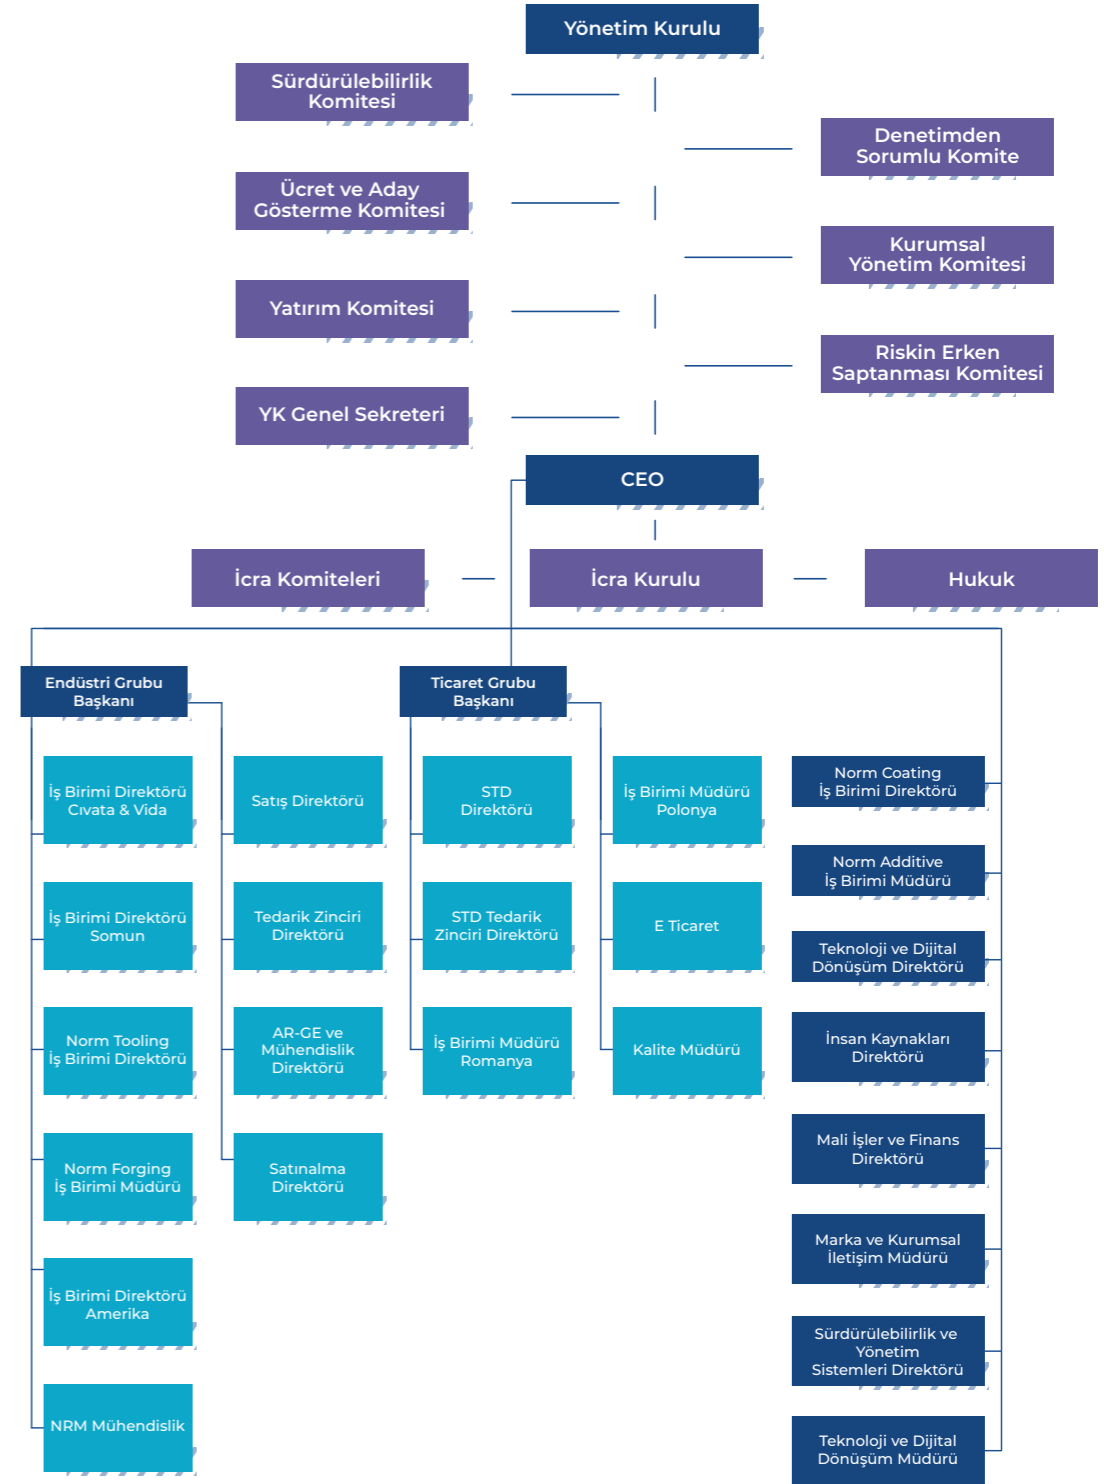 Yönetim Kurulu
Sürdürülebilirlik
Komitesi
Denetimden
Sorumlu Komite
Ücret ve Aday
Gösterme Komitesi
Kurumsal
Yönetim Komitesi
Yatırım Komitesi
Riskin Erken
Saptanması Komitesi
YK Genel Sekreteri
CEO
İcra Komiteleri
İcra Kurulu
Hukuk
Endüstri Grubu
Başkanı
Ticaret Grubu
Başkanı
İş Birimi Direktörü
Cıvata & Vida
İş Birimi Direktörü
Somun
Norm Tooling
İş Birimi Direktörü
Norm Forging
İş Birimi Müdürü
İş Birimi Direktörü
Amerika
NRM Mühendislik
Satış Direktörü
Tedarik Zinciri
Direktörü
AR-GE ve
Mühendislik
Direktörü
Satınalma
Direktörü
STD
Direktörü
STD Tedarik
Zinciri Direktörü
İş Birimi Müdürü
Romanya
İş Birimi Müdürü
Polonya
E Ticaret
Kalite Müdürü
Norm Coating
İş Birimi Direktörü
Norm Additive
İş Birimi Müdürü
Teknoloji ve Dijital
Dönüşüm Direktörü
İnsan Kaynakları
Direktörü
Mali İşler ve Finans
Direktörü
Marka ve Kurumsal
İletişim Müdürü
Sürdürülebilirlik ve
Yönetim
Sistemleri Direktörü
Teknoloji ve Dijital
Dönüşüm Müdürü